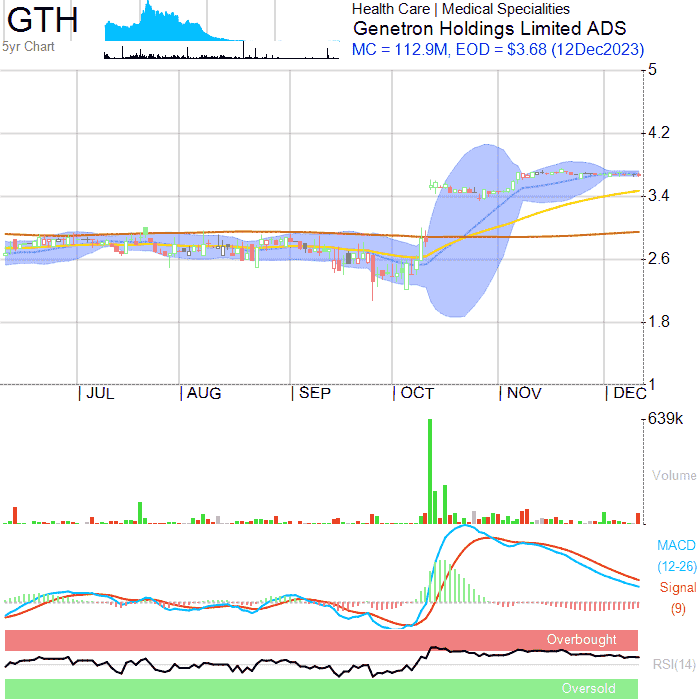 GTH
5yr Chart
Health Care | Medical Specialities
Genetron Holdings Limited ADS
MC = 112.9M, EOD = $3.68 (12Dec2023)
5
4.2
3.4
2.6
1.8
1
JUL
AUG
SEP
OCT
NOV
DEC
639k
Volume
MACD
(12-26)
Signal
(9)
Overbought
RSI(14)
Oversold